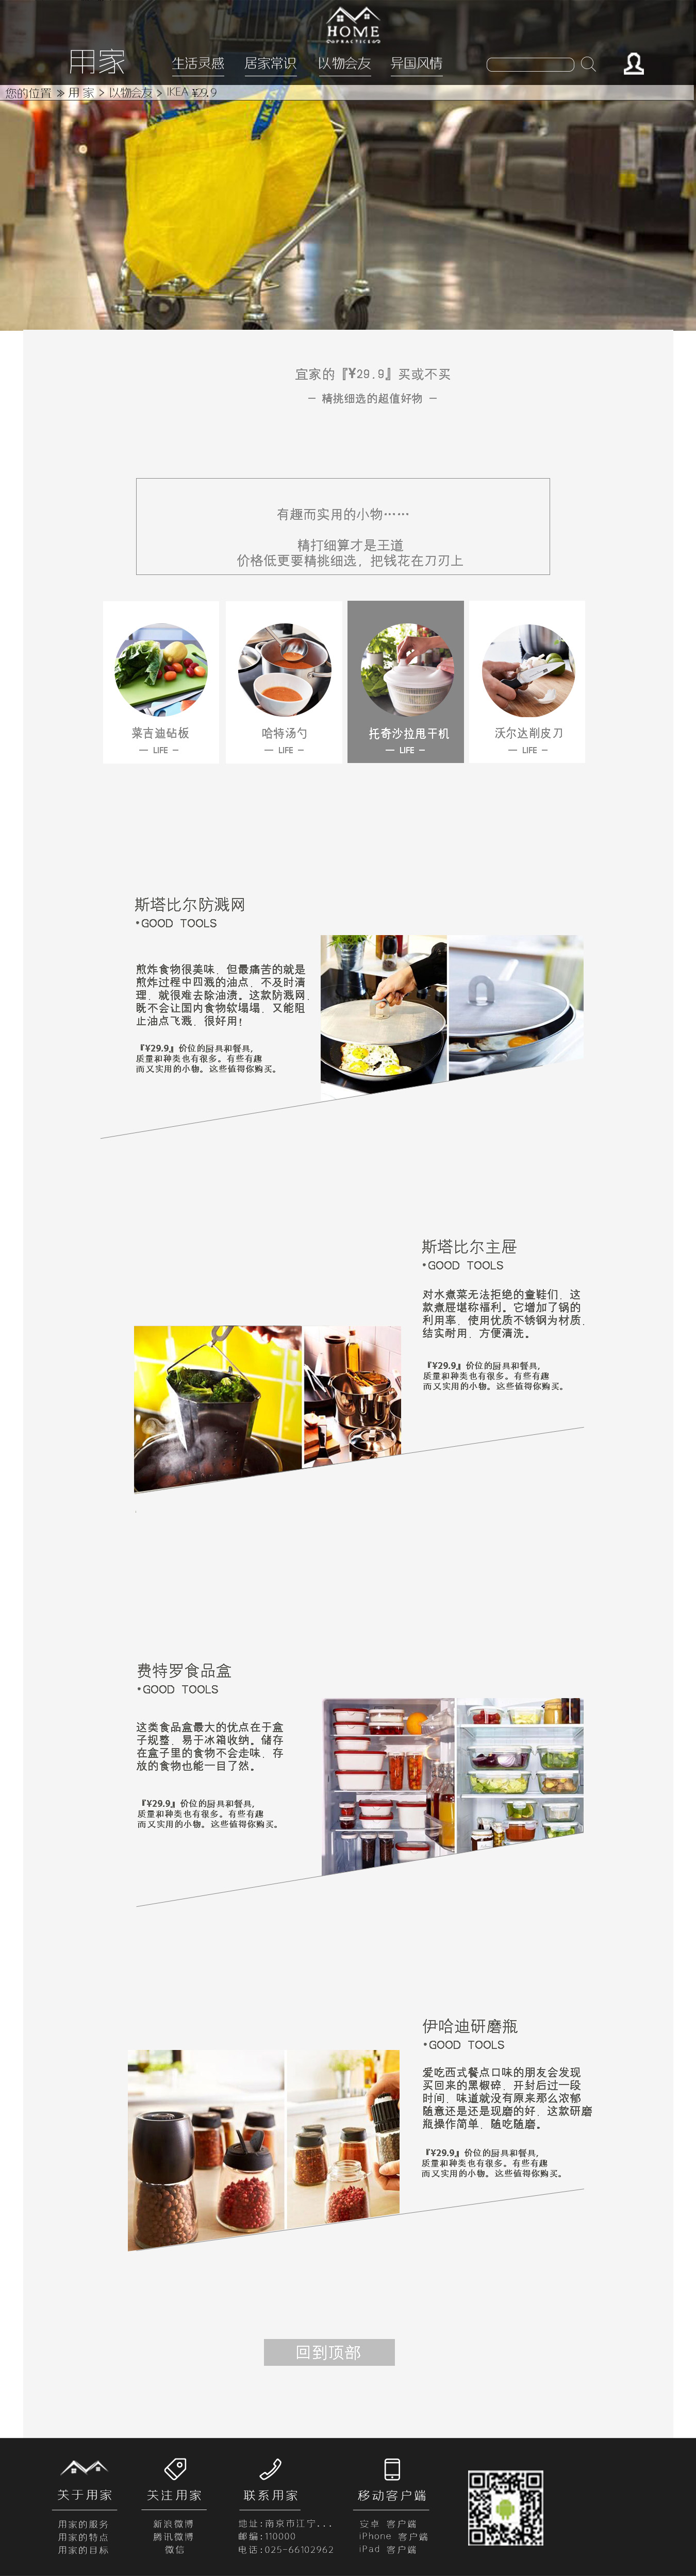 HOME
PRACTICE
用家
生活灵感 居家常识 以物会友 异国风情
您的位置 » 用 家 > 以物会友 > IKEA ¥29.9
宜家的『¥29.9』买或不买
— 精挑细选的超值好物 —
有趣而实用的小物……
精打细算才是王道
价格低更要精挑细选，把钱花在刀刃上
莱吉迪砧板
— LIFE —
哈特汤勺
— LIFE —
托奇沙拉甩干机
— LIFE —
沃尔达削皮刀
— LIFE —
斯塔比尔防溅网
*GOOD TOOLS
煎炸食物很美味，但最痛苦的就是
煎炸过程中四溅的油点，不及时清
理，就很难去除油渍。这款防溅网，
既不会让国内食物软塌塌，又能阻
止油点飞溅，很好用！
『¥29.9』价位的厨具和餐具，
质量和种类也有很多。有些有趣
而又实用的小物。这些值得你购买。
斯塔比尔主屉
*GOOD TOOLS
对水煮菜无法拒绝的童鞋们，这
款煮屉堪称福利。它增加了锅的
利用率，使用优质不锈钢为材质，
结实耐用，方便清洗。
『¥29.9』价位的厨具和餐具，
质量和种类也有很多。有些有趣
而又实用的小物。这些值得你购买。
费特罗食品盒
*GOOD TOOLS
这类食品盒最大的优点在于盒
子规整，易于冰箱收纳。储存
在盒子里的食物不会走味，存
放的食物也能一目了然。
『¥29.9』价位的厨具和餐具，
质量和种类也有很多。有些有趣
而又实用的小物。这些值得你购买。
伊哈迪研磨瓶
*GOOD TOOLS
爱吃西式餐点口味的朋友会发现
买回来的黑椒碎，开封后过一段
时间，味道就没有原来那么浓郁
随意还是还是现磨的好，这款研磨
瓶操作简单，随吃随磨。
『¥29.9』价位的厨具和餐具，
质量和种类也有很多。有些有趣
而又实用的小物。这些值得你购买。
回到顶部
关于用家
用家的服务
用家的特点
用家的目标
关注用家
新浪微博
腾讯微博
微信
联系用家
地址:南京市江宁...
邮编:110000
电话:025-66102962
移动客户端
安卓 客户端
iPhone 客户端
iPad 客户端